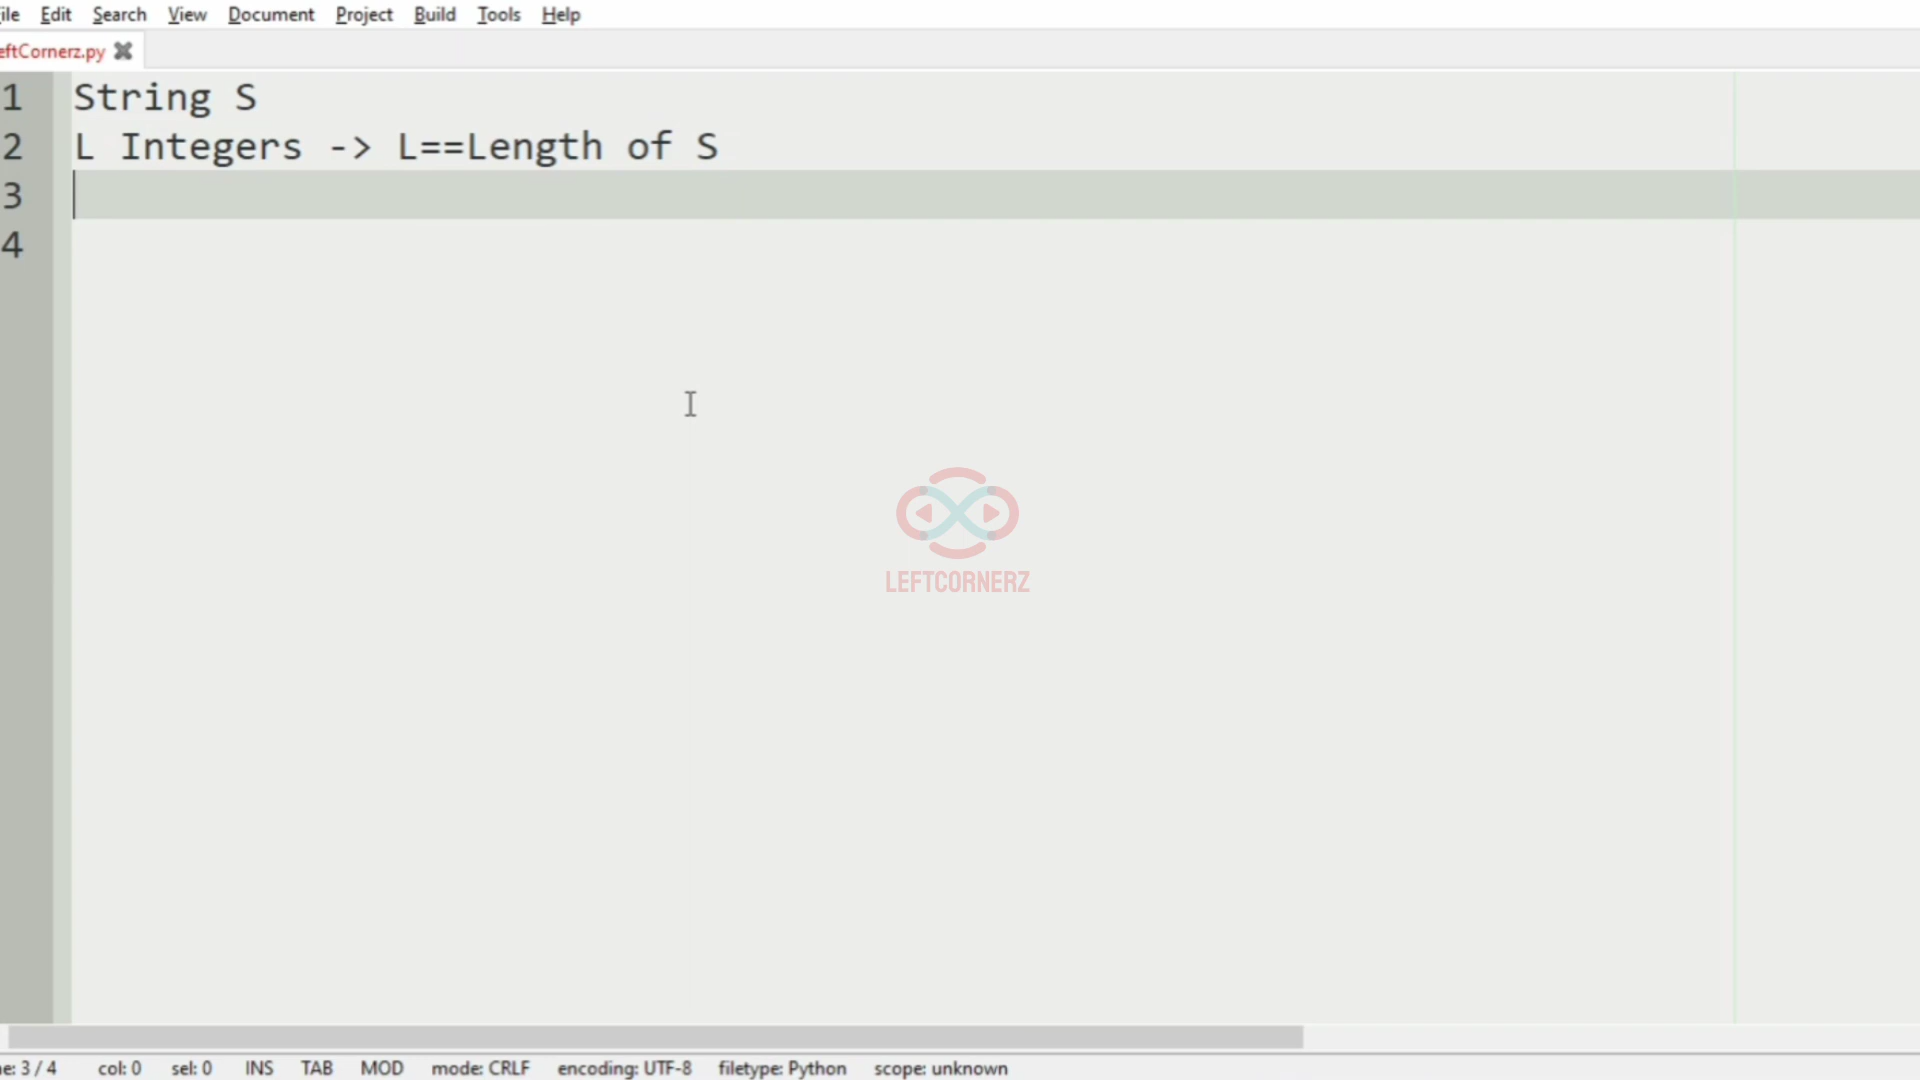 ile Edit Search View Document Project Build Tools Help
eftCornerz.py
1 String S
2 L Integers -> L==Length of S
3
4
LEFTCORNERZ
ne: 3 / 4 col: 0 sel: 0 INS TAB MOD mode: CRLF encoding: UTF-8 filetype: Python scope: unknown